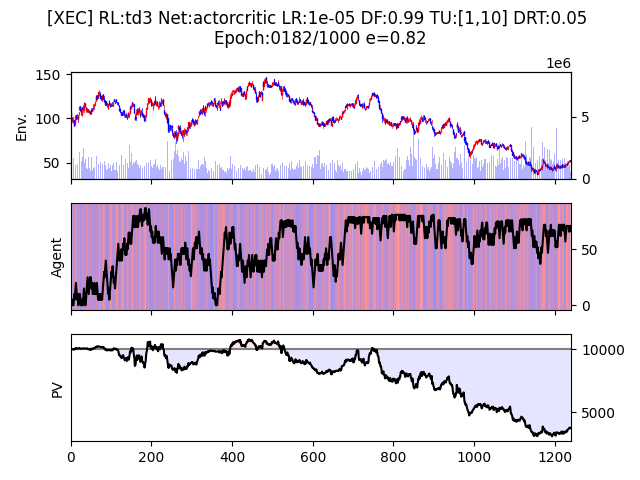 [XEC] RL:td3 Net:actorcritic LR:1e-05 DF:0.99 TU:[1,10] DRT:0.05
Epoch:0182/1000 e=0.82
1e6
150
100
50
Env.
5
0
Agent
50
0
PV
10000
5000
0 200 400 600 800 1000 1200